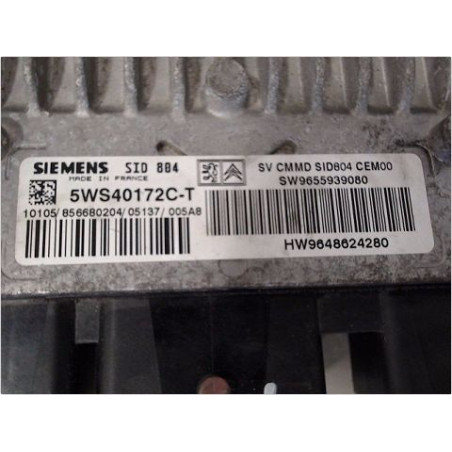 SIEMENS SID 804
MADE IN FRANCE
5WS40172C-T
10105/856680204/05137/005A8
SV CMMD SID804 CEM00
SW9655939080
HW9648624280